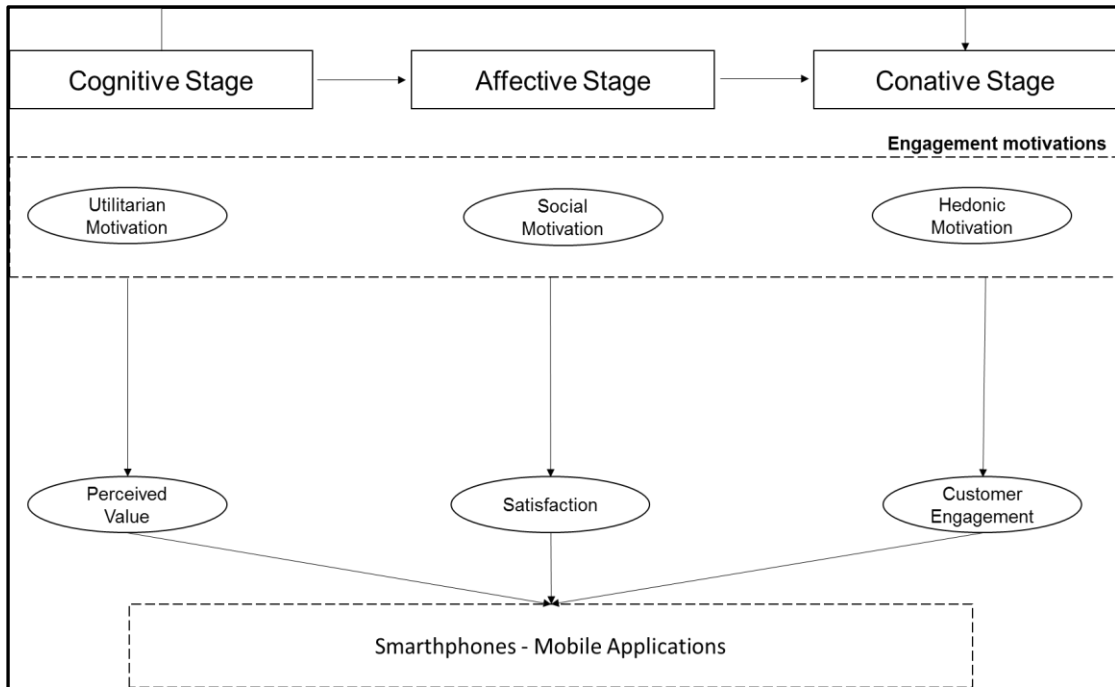 Cognitive Stage
Affective Stage
Conative Stage
Engagement motivations
Utilitarian
Motivation
Social
Motivation
Hedonic
Motivation
Perceived
Value
Satisfaction
Customer
Engagement
Smarthphones - Mobile Applications